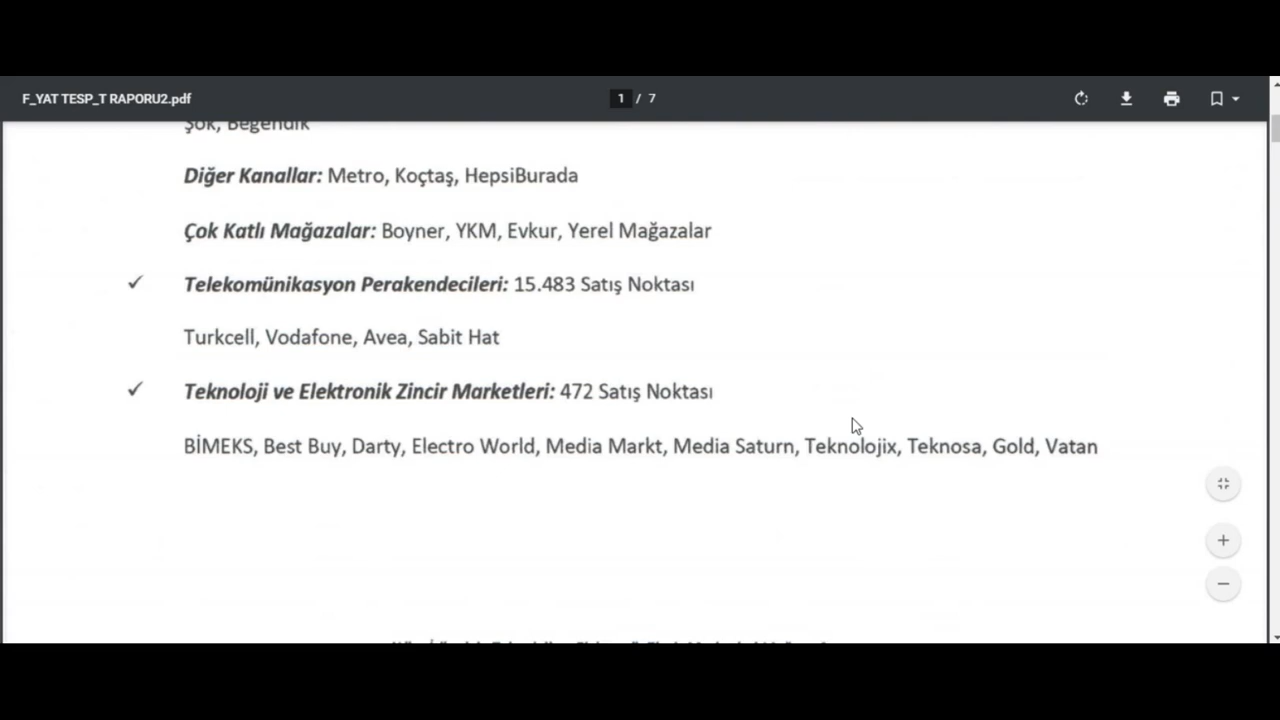 F_YAT TESP_T RAPORU2.pdf
1 / 7
Şok, Beğendik
Diğer Kanallar: Metro, Koçtaş, HepsiBurada
Çok Katlı Mağazalar: Boyner, YKM, Evkur, Yerel Mağazalar
✓ Telekomünikasyon Perakendecileri: 15.483 Satış Noktası
Turkcell, Vodafone, Avea, Sabit Hat
✓ Teknoloji ve Elektronik Zincir Marketleri: 472 Satış Noktası
BİMEKS, Best Buy, Darty, Electro World, Media Markt, Media Saturn, Teknolojix, Teknosa, Gold, Vatan